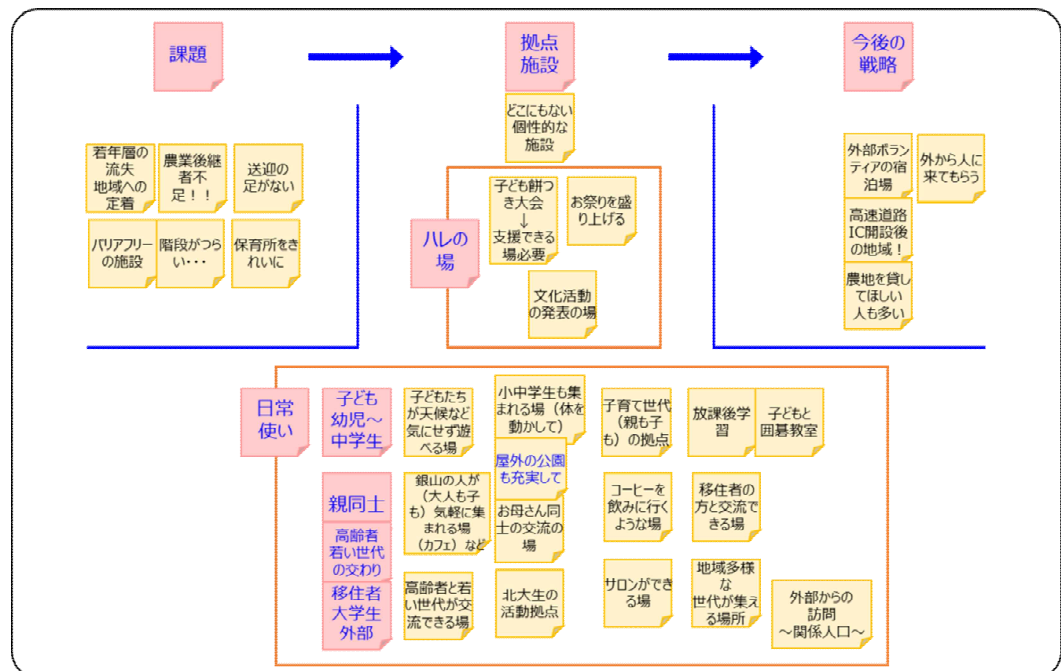 課題
拠点
施設
今後の
戦略
どこにもない
個性的な
施設
若年層の
流失
地域への
定着
農業後継
者不
足！！
送迎の
足がない
バリアフリー
の施設
階段がつら
い・・・
保育所をき
れいに
ハレの
場
子ども餅つ
き大会
↓
支援できる
場必要
お祭りを盛
り上げる
文化活動
の発表の場
外部ボラン
ティアの宿
泊場
外から人に
来てもらう
高速道路
IC開設後
の地域！
農地を貸し
てほしい
人も多い
日常
使い
子ども
幼児～
中学生
子どもたち
が天候など
気にせず遊
べる場
小中学生も集
まれる場（体を
動かして）
子育て世代
（親も子
も）の拠点
放課後学
習
子どもと
囲碁教室
屋外の公園
も充実して
親同士
銀山の人が
（大人も子
も）気軽に集
まれる場
（カフェ）など
お母さん同
士の交流の
場
コーヒーを
飲みに行く
ような場
移住者の
方と交流で
きる場
高齢者
若い世代
の交わり
移住者
大学生
外部
高齢者と若
い世代が交
流できる場
北大生の
活動拠点
サロンができ
る場
地域多様
な
世代が集え
る場所
外部からの
訪問
～関係人口～